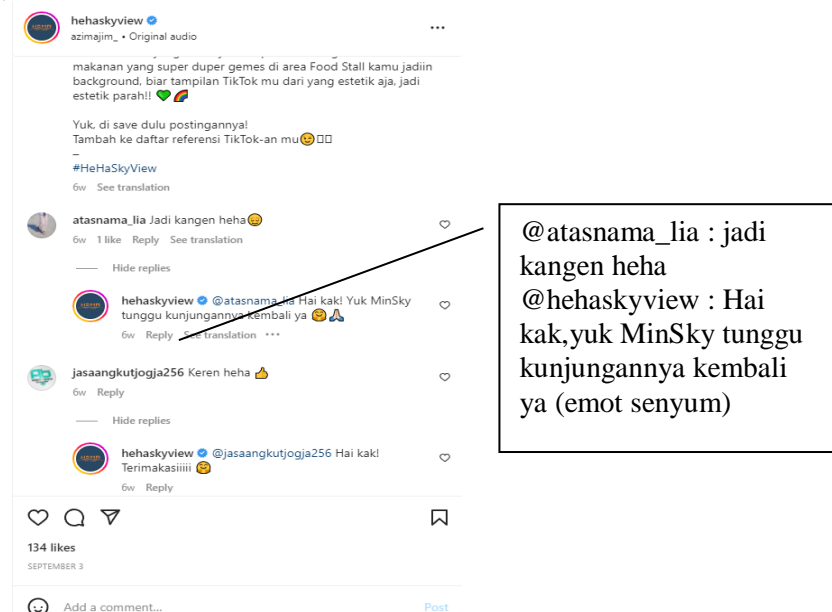 hehaskyview
azimajim_ • Original audio
makanan yang super duper gemes di area Food Stall kamu jadiin
background, biar tampilan TikTok mu dari yang estetik aja, jadi
estetik parah!! 💚🌈
Yuk, di save dulu postingannya!
Tambah ke daftar referensi TikTok-an mu😉▯▯
–
#HeHaSkyView
6w See translation
atasnama_lia Jadi kangen heha😔
6w 1 like Reply See translation
—— Hide replies
hehaskyview @atasnama_lia Hai kak! Yuk MinSky
tunggu kunjungannya kembali ya 🤗🙏
6w Reply See translation •••
jasaangkutjogja256 Keren heha 👍
6w Reply
—— Hide replies
hehaskyview @jasaangkutjogja256 Hai kak!
Terimakasiiiii 🤗
6w Reply
134 likes
SEPTEMBER 3
Add a comment...
Post
@atasnama_lia : jadi
kangen heha
@hehaskyview : Hai
kak,yuk MinSky tunggu
kunjungannya kembali
ya (emot senyum)